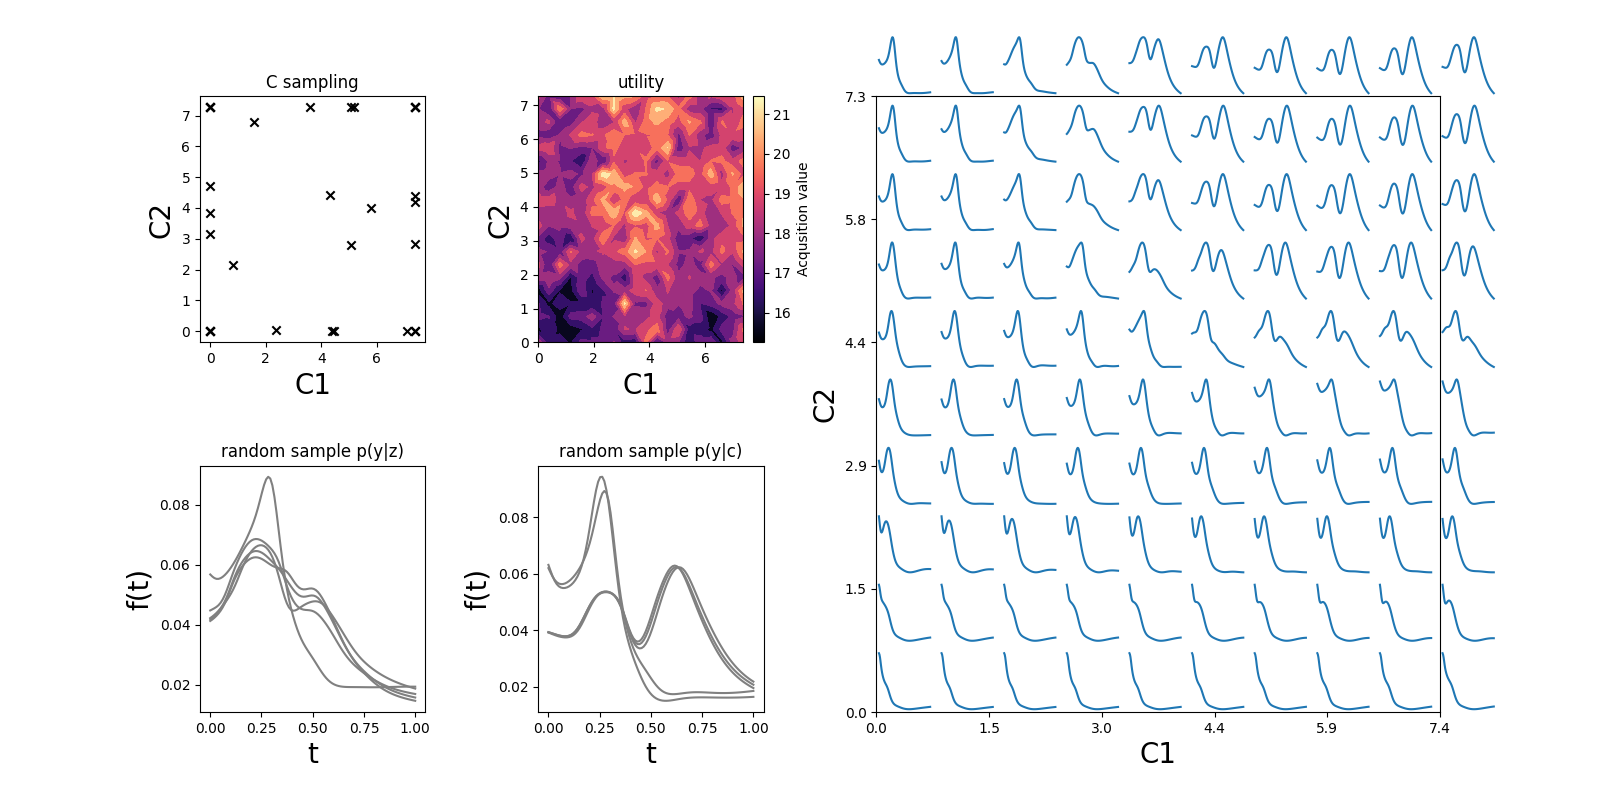 C sampling
7
6
5
4
3
2
1
0
C2
0 2 4 6
C1
utility
7
6
5
4
3
2
1
0
C2
0 2 4 6
C1
21
20
19
18
17
16
Acqusition value
random sample p(y|z)
0.08
0.06
0.04
0.02
f(t)
0.00 0.25 0.50 0.75 1.00
t
random sample p(y|c)
0.08
0.06
0.04
0.02
f(t)
0.00 0.25 0.50 0.75 1.00
t
7.3
5.8
4.4
2.9
1.5
0.0
C2
0.0 1.5 3.0 4.4 5.9 7.4
C1